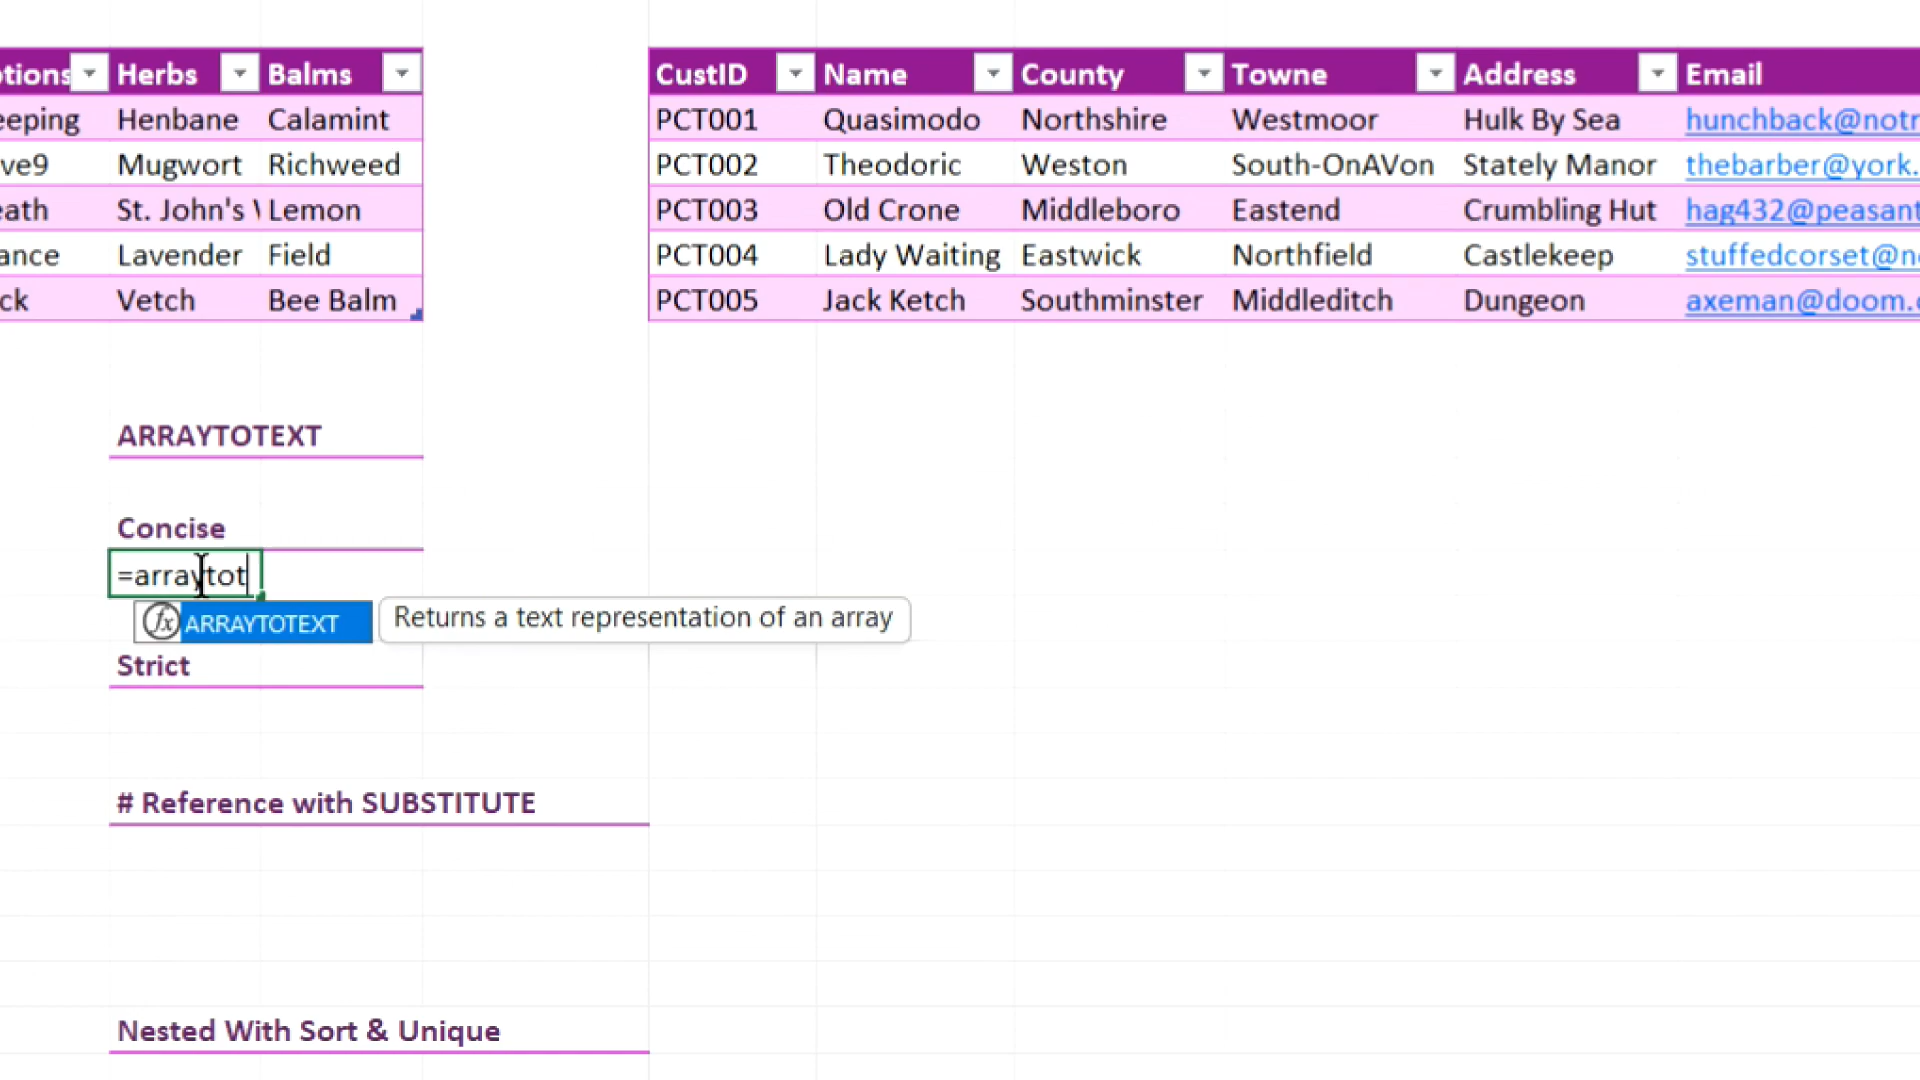 tions Herbs Balms CustID Name County Towne Address Email
eeping Henbane Calamint PCT001 Quasimodo Northshire Westmoor Hulk By Sea hunchback@notr
ve9 Mugwort Richweed PCT002 Theodoric Weston South-OnAVon Stately Manor thebarber@york.
eath St. John's Lemon PCT003 Old Crone Middleboro Eastend Crumbling Hut hag432@peasant
ance Lavender Field PCT004 Lady Waiting Eastwick Northfield Castlekeep stuffedcorset@n
ck Vetch Bee Balm PCT005 Jack Ketch Southminster Middleditch Dungeon axeman@doom.
ARRAYTOTEXT
Concise
=arraytot
fx ARRAYTOTEXT Returns a text representation of an array
Strict
# Reference with SUBSTITUTE
Nested With Sort & Unique